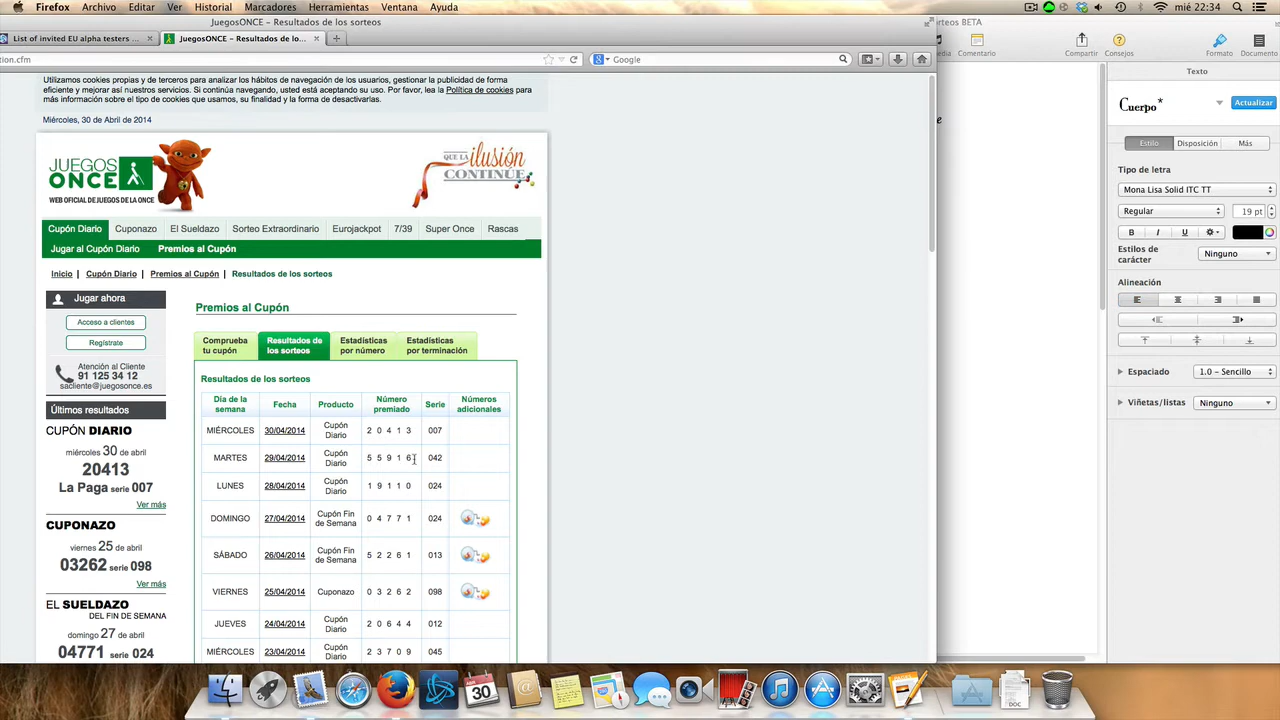 Firefox Archivo Editar Ver Historial Marcadores Herramientas Ventana Ayuda mié 22:34
JuegosONCE – Resultados de los sorteos
List of invited EU alpha testers ...
JuegosONCE – Resultados de lo...
tion.cfm
Google
Utilizamos cookies propias y de terceros para analizar los hábitos de navegación de los usuarios, gestionar la publicidad de forma
eficiente y mejorar así nuestros servicios. Si continúa navegando, usted está aceptando su uso. Por favor, lea la Política de cookies para
más información sobre el tipo de cookies que usamos, su finalidad y la forma de desactivarlas.
Miércoles, 30 de Abril de 2014
JUEGOS
ONCE
WEB OFICIAL DE JUEGOS DE LA ONCE
QUE LA
ilusión
CONTINÚE
Cupón Diario Cuponazo El Sueldazo Sorteo Extraordinario Eurojackpot 7/39 Super Once Rascas
Jugar al Cupón Diario Premios al Cupón
Inicio | Cupón Diario | Premios al Cupón | Resultados de los sorteos
Jugar ahora
Acceso a clientes
Regístrate
Atención al Cliente
91 125 34 12
sacliente@juegosonce.es
Últimos resultados
CUPÓN DIARIO
miércoles 30 de abril
20413
La Paga serie 007
Ver más
CUPONAZO
viernes 25 de abril
03262 serie 098
Ver más
EL SUELDAZO
DEL FIN DE SEMANA
domingo 27 de abril
04771 serie 024
Premios al Cupón
Comprueba tu cupón
Resultados de los sorteos
Estadísticas por número
Estadísticas por terminación
Resultados de los sorteos
Día de la semana Fecha Producto Número premiado Serie Números adicionales
MIÉRCOLES 30/04/2014 Cupón Diario 2 0 4 1 3 007
MARTES 29/04/2014 Cupón Diario 5 5 9 1 6 042
LUNES 28/04/2014 Cupón Diario 1 9 1 1 0 024
DOMINGO 27/04/2014 Cupón Fin de Semana 0 4 7 7 1 024
SÁBADO 26/04/2014 Cupón Fin de Semana 5 2 2 6 1 013
VIERNES 25/04/2014 Cuponazo 0 3 2 6 2 098
JUEVES 24/04/2014 Cupón Diario 2 0 6 4 4 012
MIÉRCOLES 23/04/2014 Cupón Diario 2 3 7 0 9 045
rteos BETA
Comentario Compartir Consejos Formato Documento
Texto
Cuerpo*
Actualizar
Estilo Disposición Más
Tipo de letra
Mona Lisa Solid ITC TT
Regular 19 pt
B I U
Estilos de carácter Ninguno
Alineación
Espaciado 1.0 – Sencillo
Viñetas/listas Ninguno
APR
30
DOC